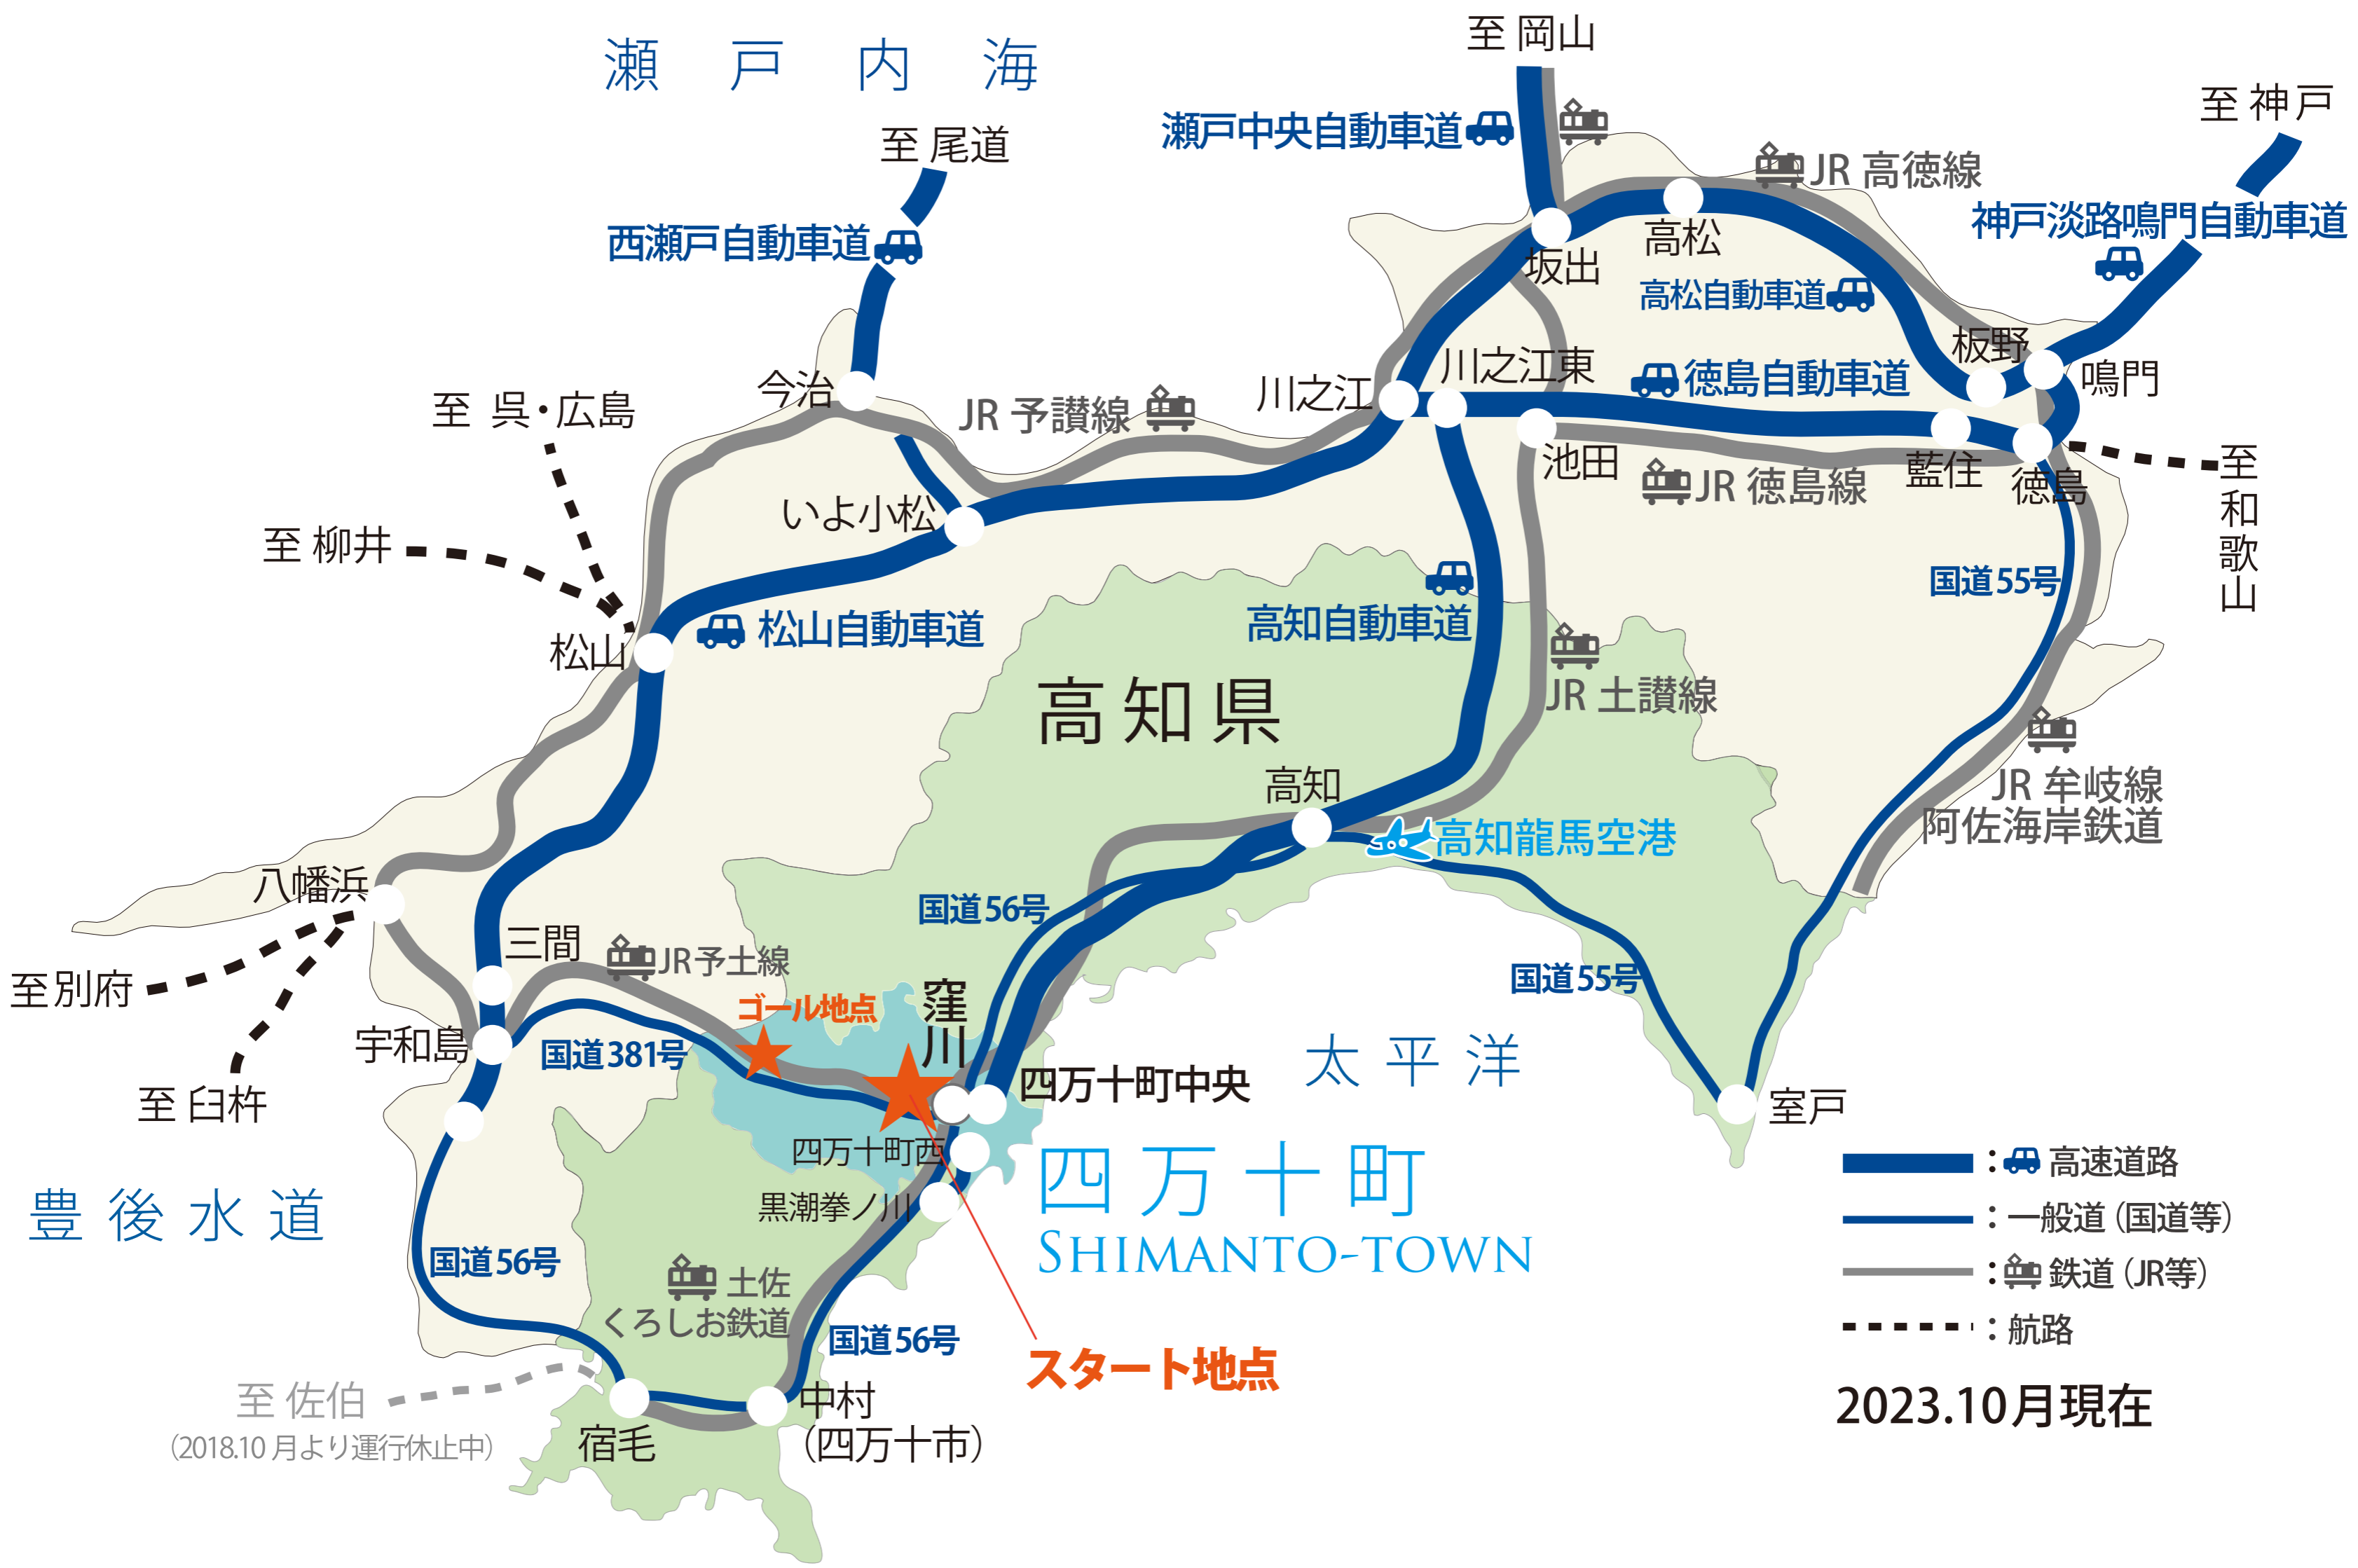 至 岡山
瀬戸内海
至 神戸
瀬戸中央自動車道
至 尾道
JR 高徳線
神戸淡路鳴門自動車道
西瀬戸自動車道
高松
坂出
高松自動車道
板野
鳴門
川之江東
徳島自動車道
今治
川之江
JR 予讃線
至 呉・広島
池田
藍住
徳島
JR 徳島線
至和歌山
いよ小松
至 柳井
国道55号
松山自動車道
高知自動車道
松山
JR 土讃線
高知県
高知
JR 牟岐線
阿佐海岸鉄道
高知龍馬空港
八幡浜
国道56号
三間
JR予土線
至別府
国道55号
ゴール地点
窪川
宇和島
国道381号
太平洋
四万十町中央
至 臼杵
室戸
四万十町西
四万十町
SHIMANTO-TOWN
黒潮拳ノ川
豊後水道
国道56号
土佐
くろしお鉄道
国道56号
スタート地点
至 佐伯
(2018.10 月より運行休止中)
宿毛
中村
(四万十市)
：高速道路
：一般道(国道等)
：鉄道(JR等)
：航路
2023.10月現在